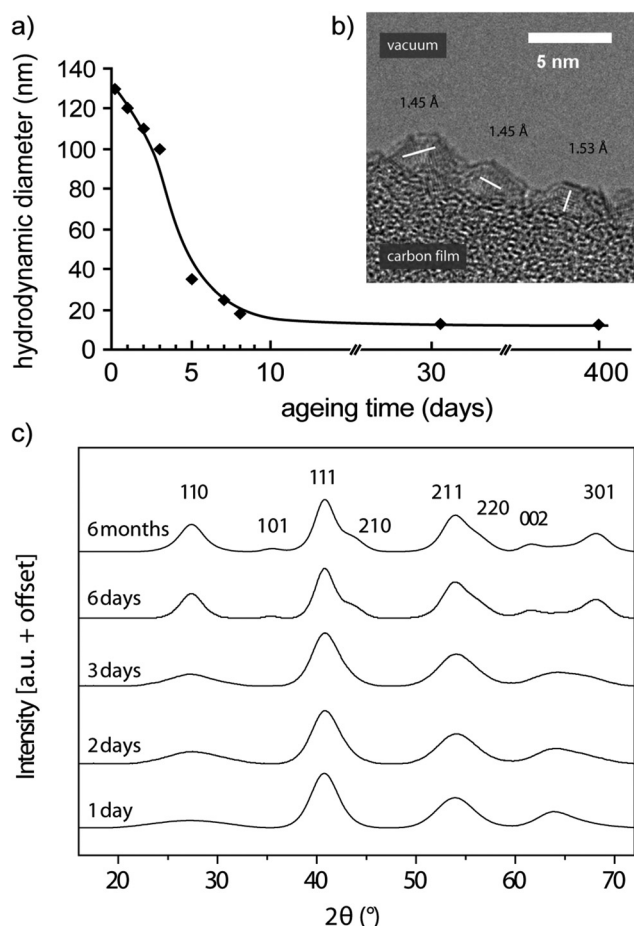 a)
hydrodynamic diameter (nm)
140
120
100
80
60
40
20
0
0
5
10
30
400
ageing time (days)
b)
vacuum
5 nm
1.45 Å
1.45 Å
1.53 Å
carbon film
c)
Intensity [a.u. + offset]
110
101
111
210
211
220
002
301
6 months
6 days
3 days
2 days
1 day
20
30
40
50
60
70
2θ (°)